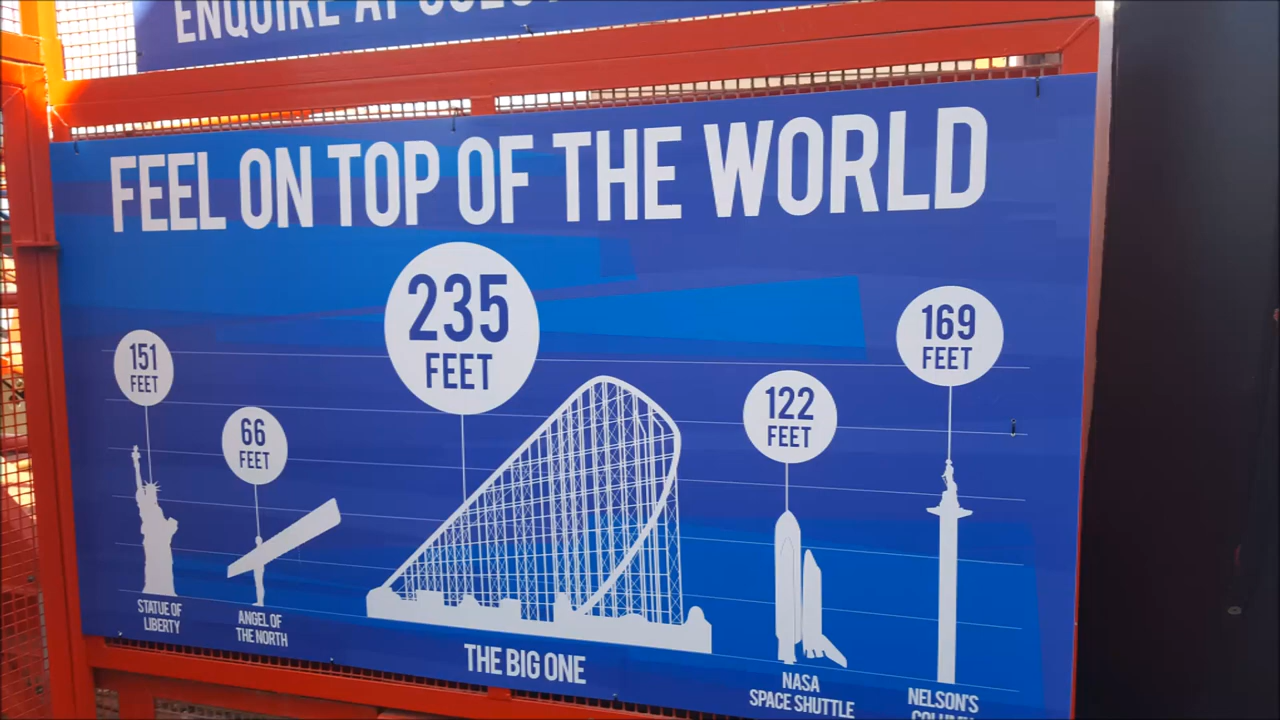 ENQUIRE AT
FEEL ON TOP OF THE WORLD
235
FEET
169
FEET
151
FEET
122
FEET
66
FEET
STATUE OF
LIBERTY
ANGEL OF
THE NORTH
THE BIG ONE
NASA
SPACE SHUTTLE
NELSON'S
COLUMN